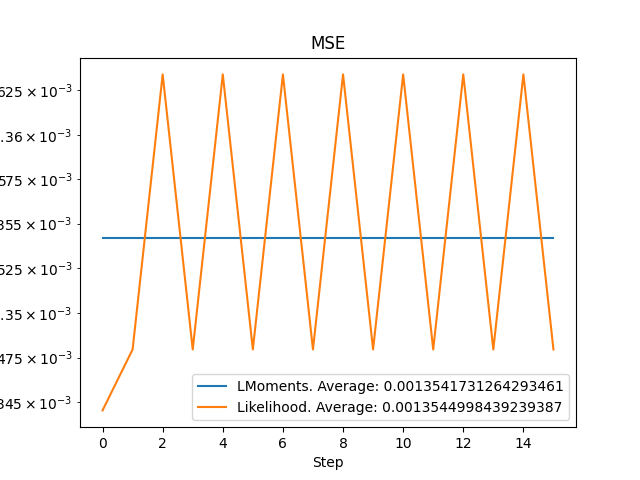 MSE
625 × 10⁻³
.36 × 10⁻³
575 × 10⁻³
355 × 10⁻³
525 × 10⁻³
.35 × 10⁻³
475 × 10⁻³
345 × 10⁻³
LMoments. Average: 0.0013541731264293461
Likelihood. Average: 0.0013544998439239387
0 2 4 6 8 10 12 14
Step